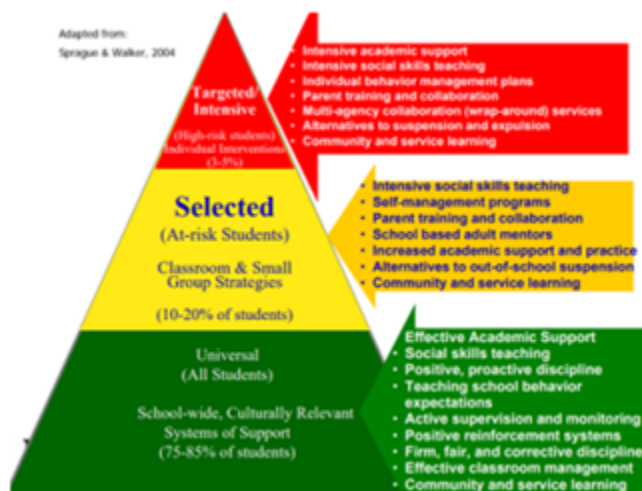 Adapted from:
Sprague & Walker, 2004
Targeted/
Intensive
(High-risk students)
Individual Interventions
(3-5%)
• Intensive academic support
• Intensive social skills teaching
• Individual behavior management plans
• Parent training and collaboration
• Multi-agency collaboration (wrap-around) services
• Alternatives to suspension and expulsion
• Community and service learning
Selected
(At-risk Students)
Classroom & Small
Group Strategies
(10-20% of students)
• Intensive social skills teaching
• Self-management programs
• Parent training and collaboration
• School based adult mentors
• Increased academic support and practice
• Alternatives to out-of-school suspension
• Community and service learning
Universal
(All Students)
School-wide, Culturally Relevant
Systems of Support
(75-85% of students)
Effective Academic Support
• Social skills teaching
• Positive, proactive discipline
• Teaching school behavior
expectations
• Active supervision and monitoring
• Positive reinforcement systems
• Firm, fair, and corrective discipline
• Effective classroom management
• Community and service learning